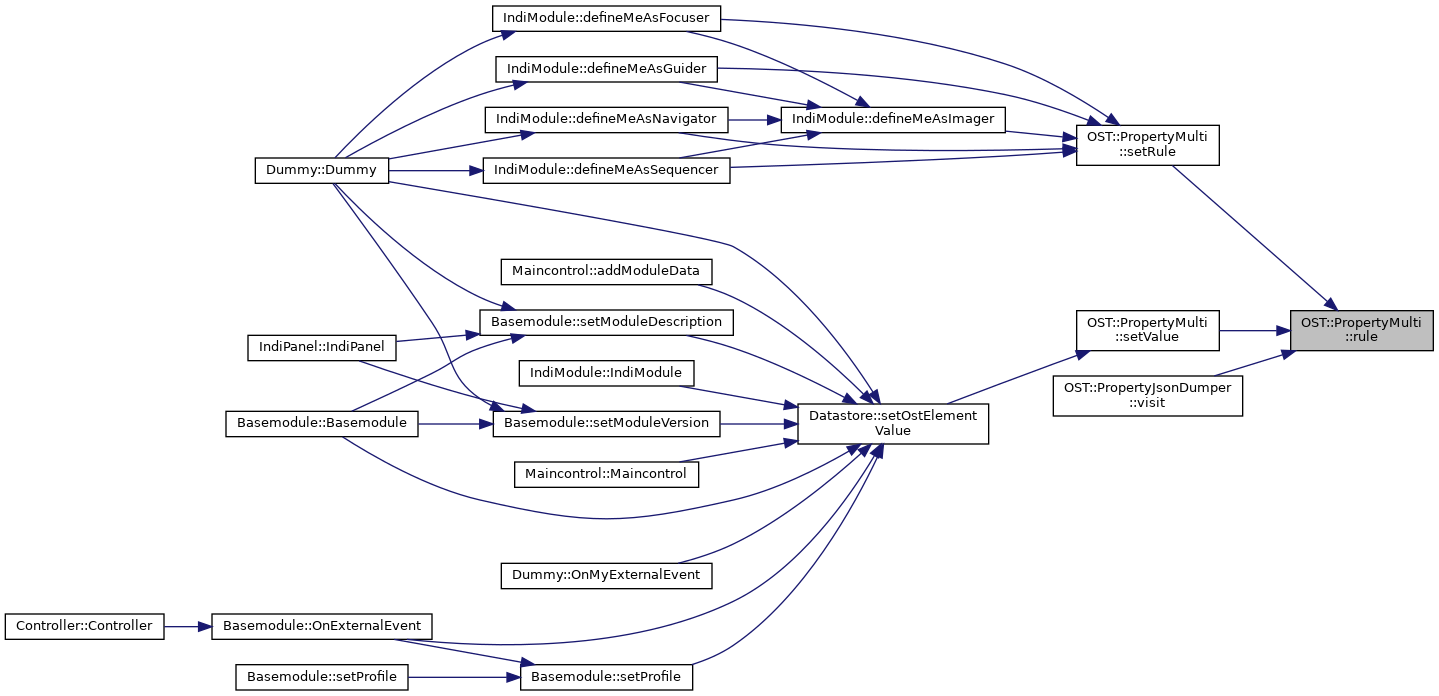 IndiModule::defineMeAsFocuser
IndiModule::defineMeAsGuider
IndiModule::defineMeAsNavigator
IndiModule::defineMeAsImager
OST::PropertyMulti
::setRule
Dummy::Dummy
IndiModule::defineMeAsSequencer
Maincontrol::addModuleData
Basemodule::setModuleDescription
OST::PropertyMulti
::setValue
OST::PropertyMulti
::rule
IndiPanel::IndiPanel
IndiModule::IndiModule
OST::PropertyJsonDumper
::visit
Basemodule::Basemodule
Basemodule::setModuleVersion
Datastore::setOstElement
Value
Maincontrol::Maincontrol
Dummy::OnMyExternalEvent
Controller::Controller
Basemodule::OnExternalEvent
Basemodule::setProfile
Basemodule::setProfile